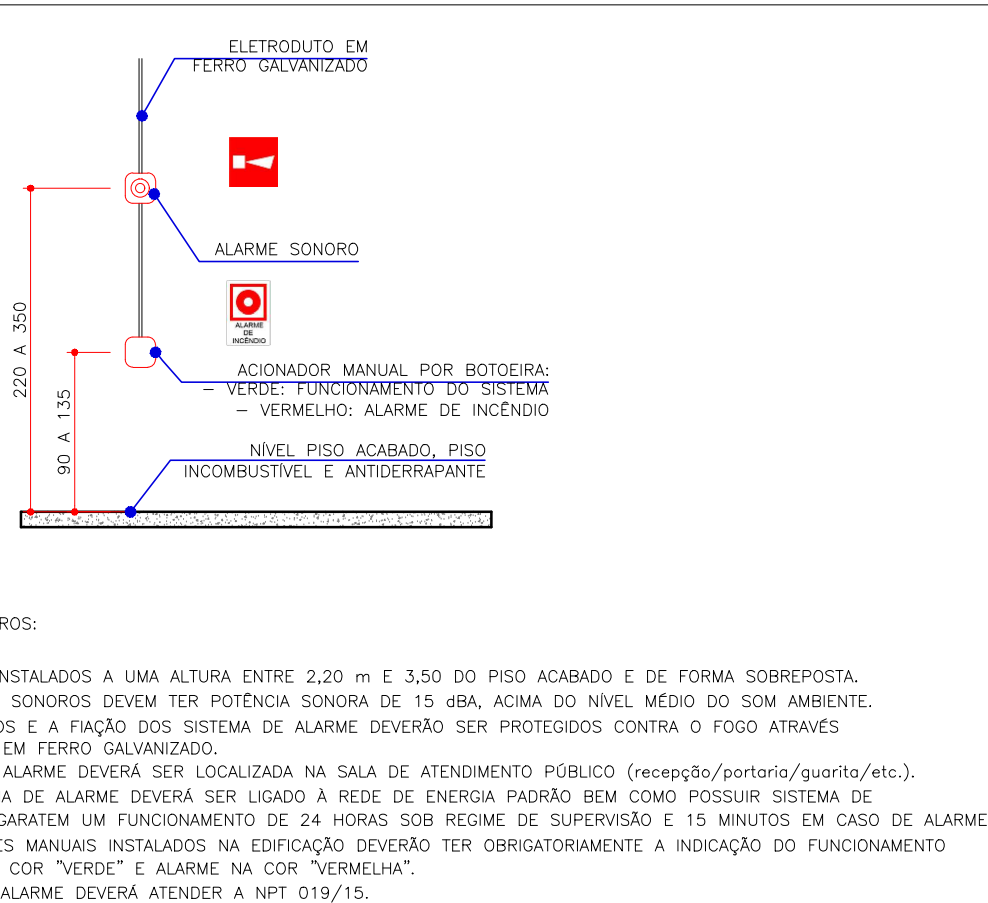 ELETRODUTO EM
FERRO GALVANIZADO
ALARME SONORO
ALARME
DE
INCÊNDIO
220 A 350
90 A 135
ACIONADOR MANUAL POR BOTOEIRA:
– VERDE: FUNCIONAMENTO DO SISTEMA
– VERMELHO: ALARME DE INCÊNDIO
NÍVEL PISO ACABADO, PISO
INCOMBUSTÍVEL E ANTIDERRAPANTE
ROS:
NSTALADOS A UMA ALTURA ENTRE 2,20 m E 3,50 DO PISO ACABADO E DE FORMA SOBREPOSTA.
SONOROS DEVEM TER POTÊNCIA SONORA DE 15 dBA, ACIMA DO NÍVEL MÉDIO DO SOM AMBIENTE.
OS E A FIAÇÃO DOS SISTEMA DE ALARME DEVERÃO SER PROTEGIDOS CONTRA O FOGO ATRAVÉS
EM FERRO GALVANIZADO.
ALARME DEVERÁ SER LOCALIZADA NA SALA DE ATENDIMENTO PÚBLICO (recepção/portaria/guarita/etc.).
A DE ALARME DEVERÁ SER LIGADO À REDE DE ENERGIA PADRÃO BEM COMO POSSUIR SISTEMA DE
GARATEM UM FUNCIONAMENTO DE 24 HORAS SOB REGIME DE SUPERVISÃO E 15 MINUTOS EM CASO DE ALARME
ES MANUAIS INSTALADOS NA EDIFICAÇÃO DEVERÃO TER OBRIGATORIAMENTE A INDICAÇÃO DO FUNCIONAMENTO
COR "VERDE" E ALARME NA COR "VERMELHA".
ALARME DEVERÁ ATENDER A NPT 019/15.